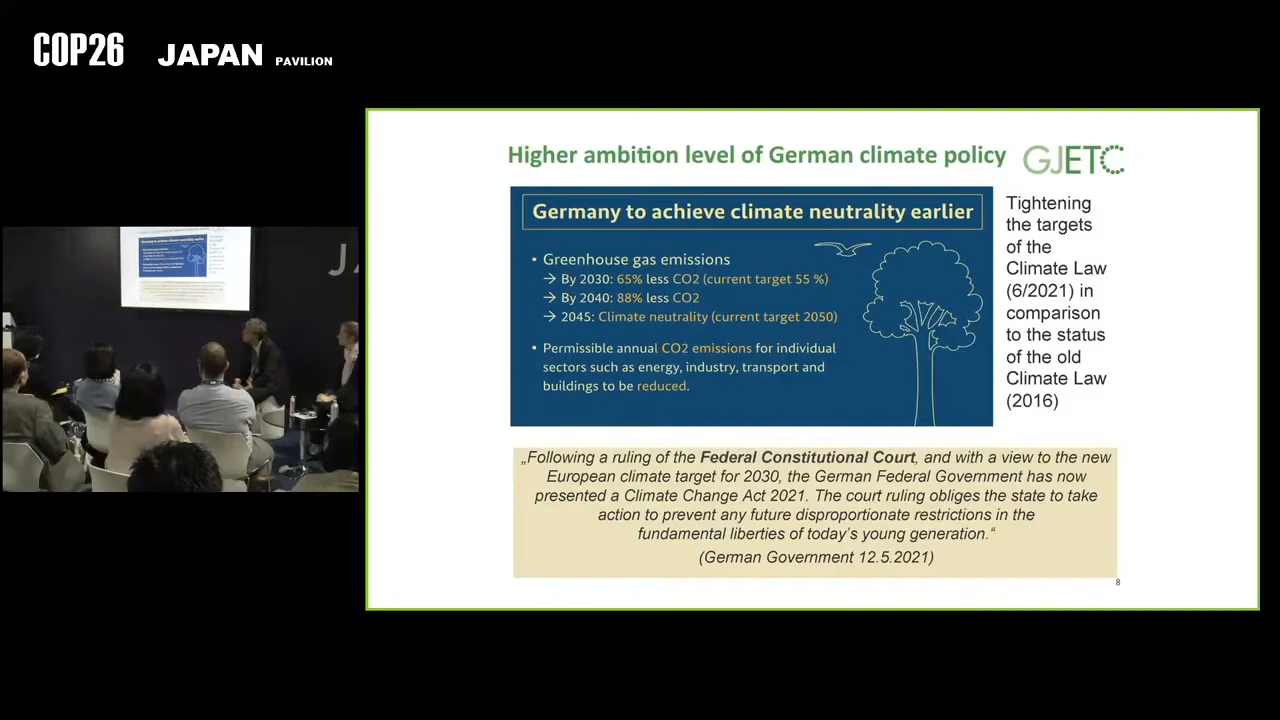 COP26 JAPAN PAVILION
Higher ambition level of German climate policy
GJETC
Germany to achieve climate neutrality earlier
• Greenhouse gas emissions
→ By 2030: 65% less CO2 (current target 55 %)
→ By 2040: 88% less CO2
→ 2045: Climate neutrality (current target 2050)
• Permissible annual CO2 emissions for individual
sectors such as energy, industry, transport and
buildings to be reduced.
Tightening
the targets
of the
Climate Law
(6/2021) in
comparison
to the status
of the old
Climate Law
(2016)
„Following a ruling of the Federal Constitutional Court, and with a view to the new
European climate target for 2030, the German Federal Government has now
presented a Climate Change Act 2021. The court ruling obliges the state to take
action to prevent any future disproportionate restrictions in the
fundamental liberties of today's young generation.“
(German Government 12.5.2021)
8